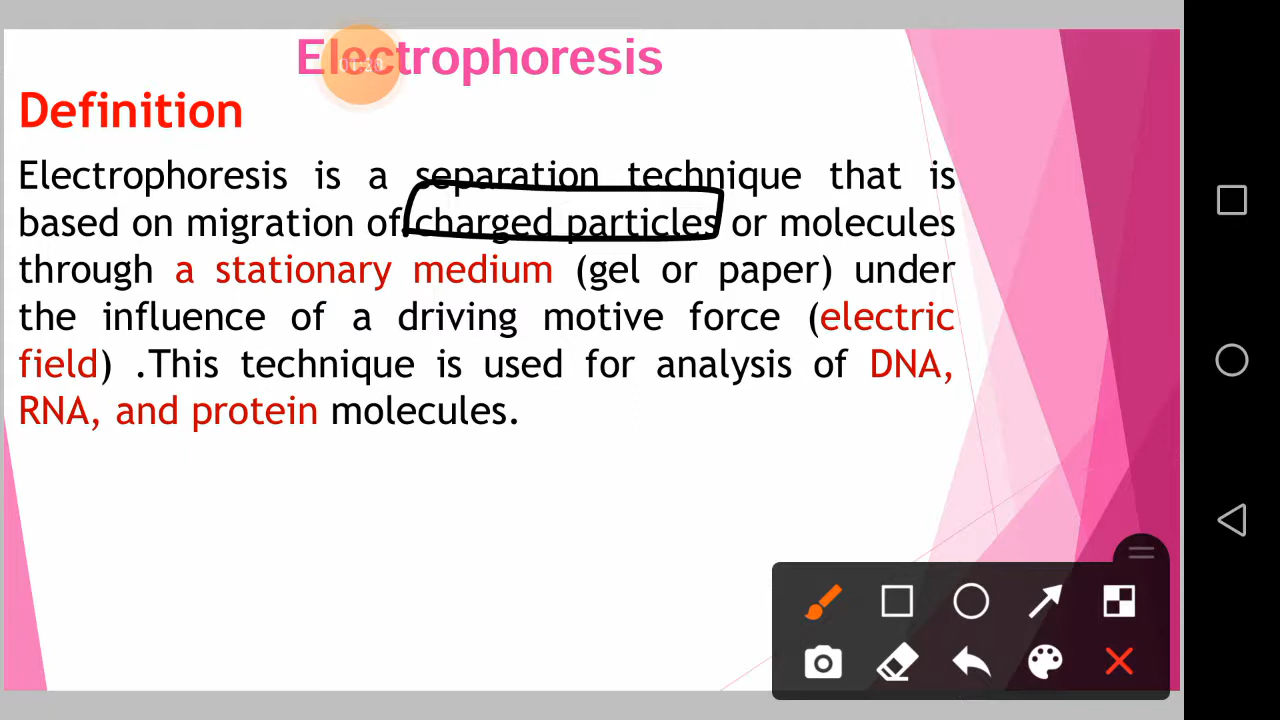 Electrophoresis
01:20
Definition
Electrophoresis is a separation technique that is
based on migration of charged particles or molecules
through a stationary medium (gel or paper) under
the influence of a driving motive force (electric
field) .This technique is used for analysis of DNA,
RNA, and protein molecules.